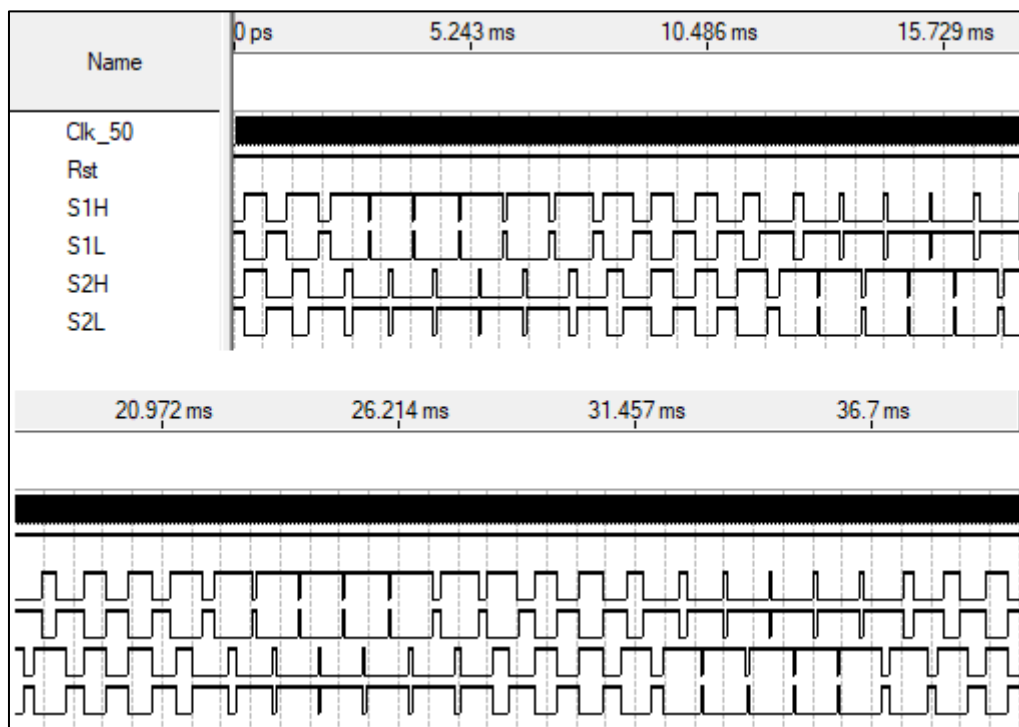 Name
0 ps 5.243 ms 10.486 ms 15.729 ms
Clk_50
Rst
S1H
S1L
S2H
S2L
20.972 ms 26.214 ms 31.457 ms 36.7 ms